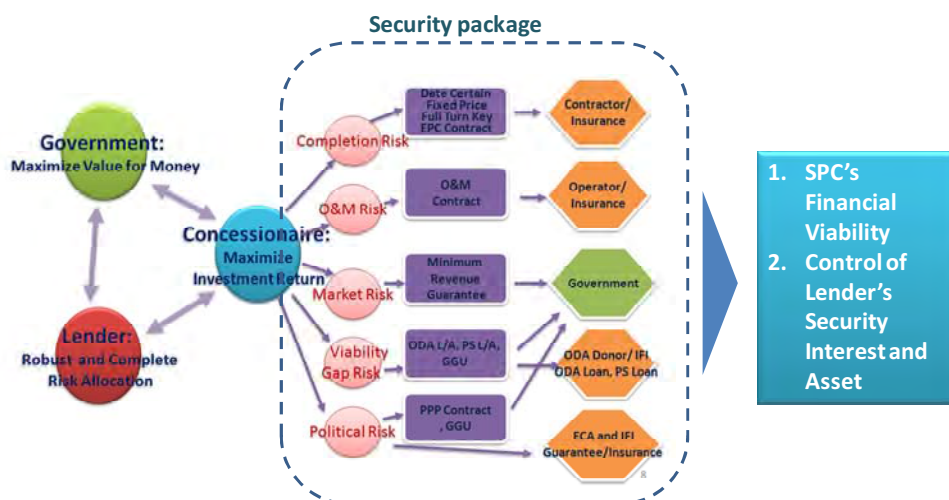 Security package
Government:
Maximize Value for Money
Concessionaire:
Maximize
Investment Return
Lender:
Robust and Complete
Risk Allocation
Completion Risk
Date Certain
Fixed Price
Full Turn Key
EPC Contract
Contractor/
Insurance
O&M Risk
O&M
Contract
Operator/
Insurance
Market Risk
Minimum
Revenue
Guarantee
Government
Viability
Gap Risk
ODA L/A, PS L/A,
GGU
ODA Donor/ IFI
ODA Loan, PS Loan
Political Risk
PPP Contract
, GGU
ECA and IFI
Guarantee/Insurance
8
1. SPC's
Financial
Viability
2. Control of
Lender's
Security
Interest and
Asset